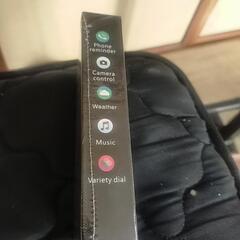 Phone
reminder
Camera
control
Weather
Music
Variety dial